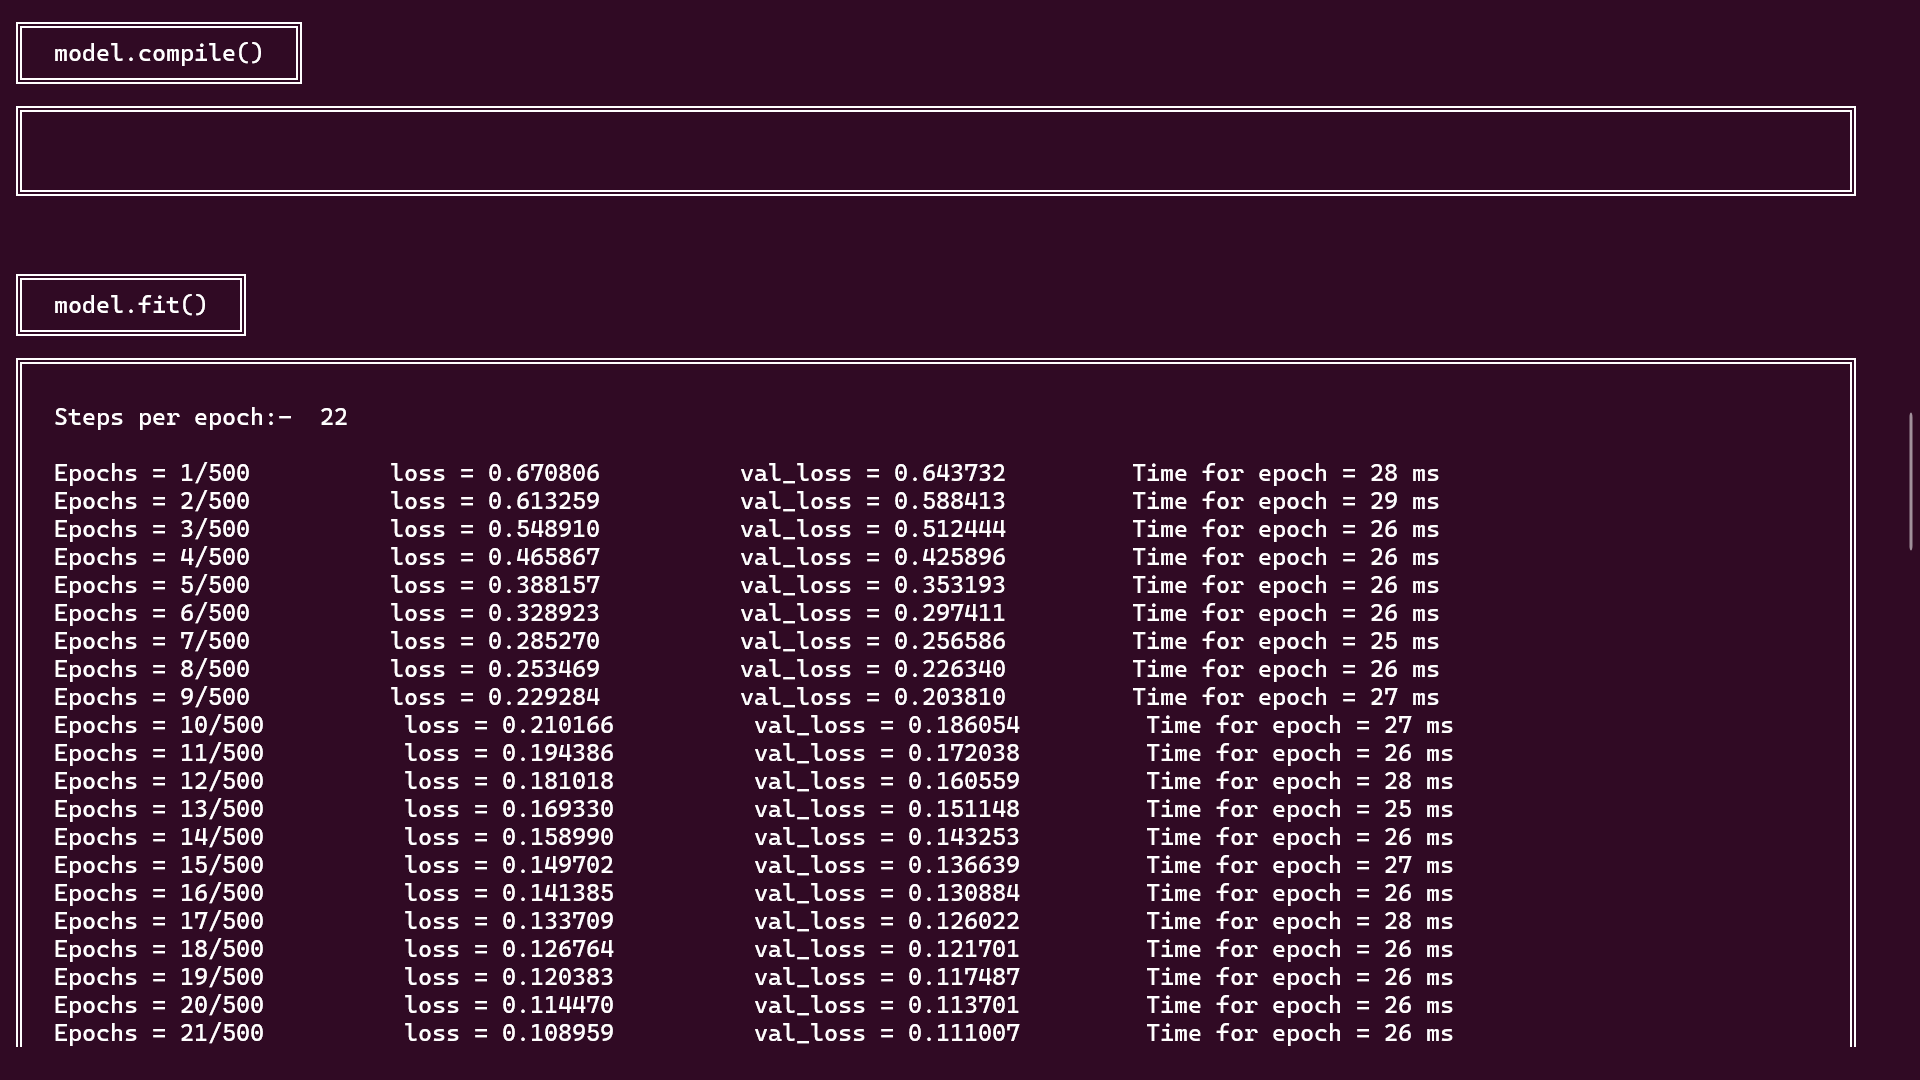 model.compile()
model.fit()
Steps per epoch:-  22
Epochs = 1/500          loss = 0.670806          val_loss = 0.643732         Time for epoch = 28 ms
Epochs = 2/500          loss = 0.613259          val_loss = 0.588413         Time for epoch = 29 ms
Epochs = 3/500          loss = 0.548910          val_loss = 0.512444         Time for epoch = 26 ms
Epochs = 4/500          loss = 0.465867          val_loss = 0.425896         Time for epoch = 26 ms
Epochs = 5/500          loss = 0.388157          val_loss = 0.353193         Time for epoch = 26 ms
Epochs = 6/500          loss = 0.328923          val_loss = 0.297411         Time for epoch = 26 ms
Epochs = 7/500          loss = 0.285270          val_loss = 0.256586         Time for epoch = 25 ms
Epochs = 8/500          loss = 0.253469          val_loss = 0.226340         Time for epoch = 26 ms
Epochs = 9/500          loss = 0.229284          val_loss = 0.203810         Time for epoch = 27 ms
Epochs = 10/500          loss = 0.210166          val_loss = 0.186054         Time for epoch = 27 ms
Epochs = 11/500          loss = 0.194386          val_loss = 0.172038         Time for epoch = 26 ms
Epochs = 12/500          loss = 0.181018          val_loss = 0.160559         Time for epoch = 28 ms
Epochs = 13/500          loss = 0.169330          val_loss = 0.151148         Time for epoch = 25 ms
Epochs = 14/500          loss = 0.158990          val_loss = 0.143253         Time for epoch = 26 ms
Epochs = 15/500          loss = 0.149702          val_loss = 0.136639         Time for epoch = 27 ms
Epochs = 16/500          loss = 0.141385          val_loss = 0.130884         Time for epoch = 26 ms
Epochs = 17/500          loss = 0.133709          val_loss = 0.126022         Time for epoch = 28 ms
Epochs = 18/500          loss = 0.126764          val_loss = 0.121701         Time for epoch = 26 ms
Epochs = 19/500          loss = 0.120383          val_loss = 0.117487         Time for epoch = 26 ms
Epochs = 20/500          loss = 0.114470          val_loss = 0.113701         Time for epoch = 26 ms
Epochs = 21/500          loss = 0.108959          val_loss = 0.111007         Time for epoch = 26 ms